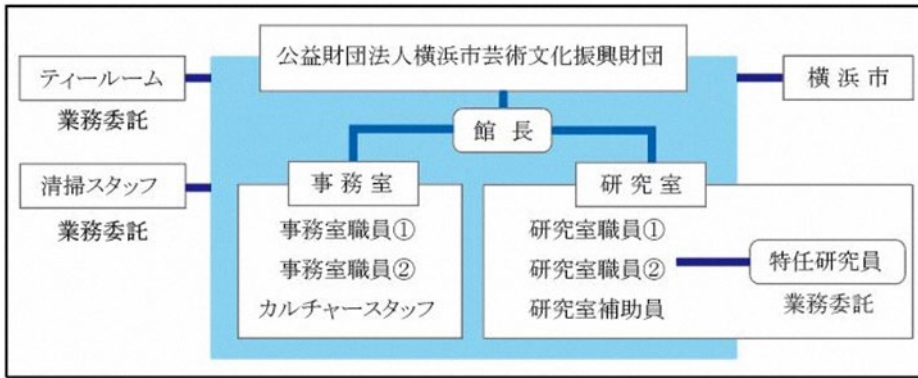 公益財団法人横浜市芸術文化振興財団
ティールーム
業務委託
横浜市
館長
清掃スタッフ
業務委託
事務室
事務室職員①
事務室職員②
カルチャースタッフ
研究室
研究室職員①
研究室職員②
研究室補助員
特任研究員
業務委託